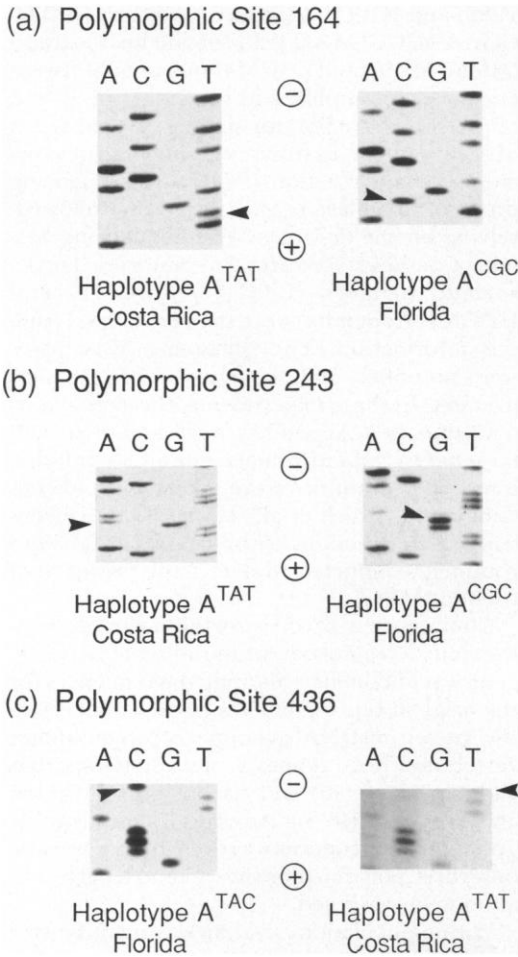 (a) Polymorphic Site 164
A C G T
A C G T
−
+
Haplotype A^TAT
Costa Rica
Haplotype A^CGC
Florida
(b) Polymorphic Site 243
A C G T
A C G T
−
+
Haplotype A^TAT
Costa Rica
Haplotype A^CGC
Florida
(c) Polymorphic Site 436
A C G T
A C G T
−
+
Haplotype A^TAC
Florida
Haplotype A^TAT
Costa Rica